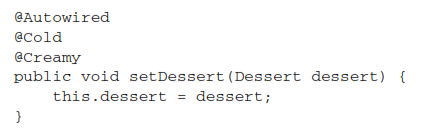 @Autowired
@Cold
@Creamy
public void setDessert(Dessert dessert) {
    this.dessert = dessert;
}